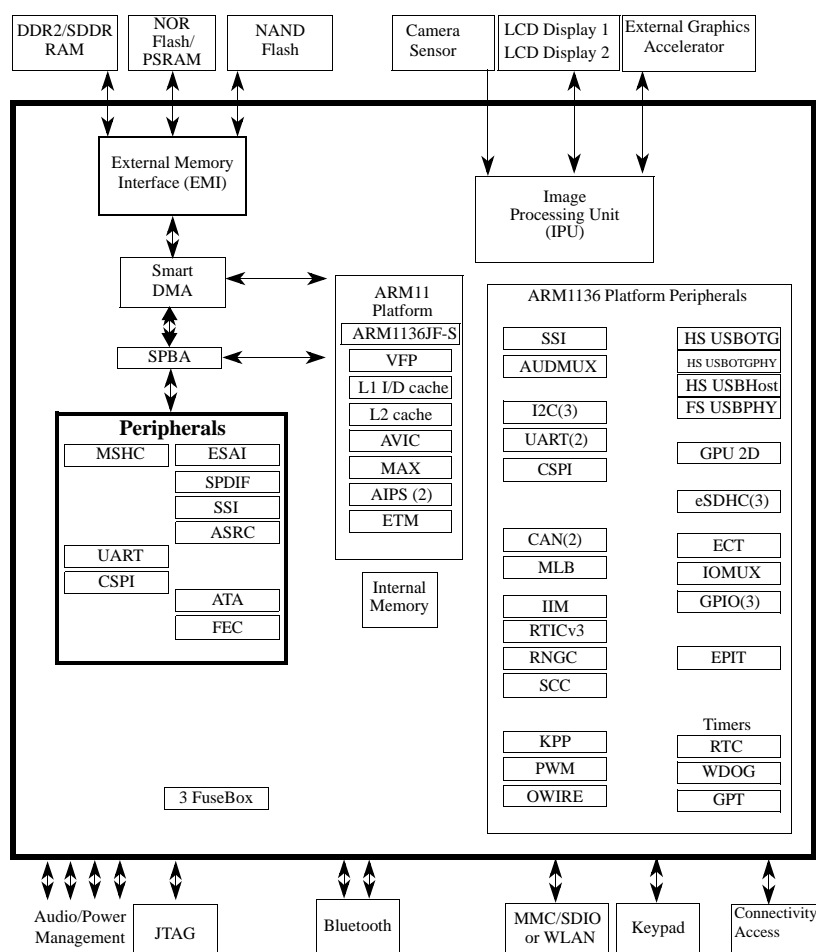 DDR2/SDDR
RAM
NOR
Flash/
PSRAM
NAND
Flash
Camera
Sensor
LCD Display 1
LCD Display 2
External Graphics
Accelerator
External Memory
Interface (EMI)
Image
Processing Unit
(IPU)
Smart
DMA
SPBA
ARM11
Platform
ARM1136JF-S
VFP
L1 I/D cache
L2 cache
AVIC
MAX
AIPS (2)
ETM
Internal
Memory
Peripherals
MSHC
ESAI
SPDIF
SSI
ASRC
UART
CSPI
ATA
FEC
3 FuseBox
ARM1136 Platform Peripherals
SSI
AUDMUX
I2C(3)
UART(2)
CSPI
CAN(2)
MLB
IIM
RTICv3
RNGC
SCC
KPP
PWM
OWIRE
HS USBOTG
HS USBOTGPHY
HS USBHost
FS USBPHY
GPU 2D
eSDHC(3)
ECT
IOMUX
GPIO(3)
EPIT
Timers
RTC
WDOG
GPT
Audio/Power
Management
JTAG
Bluetooth
MMC/SDIO
or WLAN
Keypad
Connectivity
Access